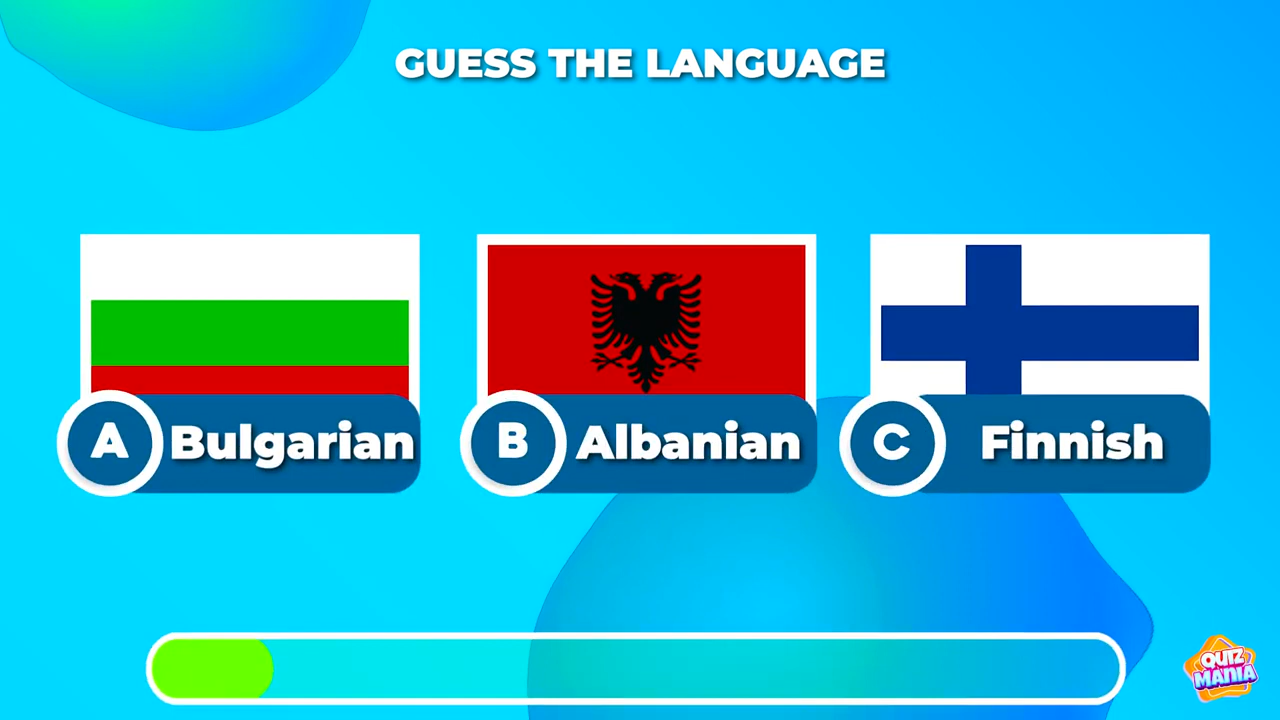 GUESS THE LANGUAGE
A Bulgarian
B Albanian
C Finnish
QUIZ
MANIA